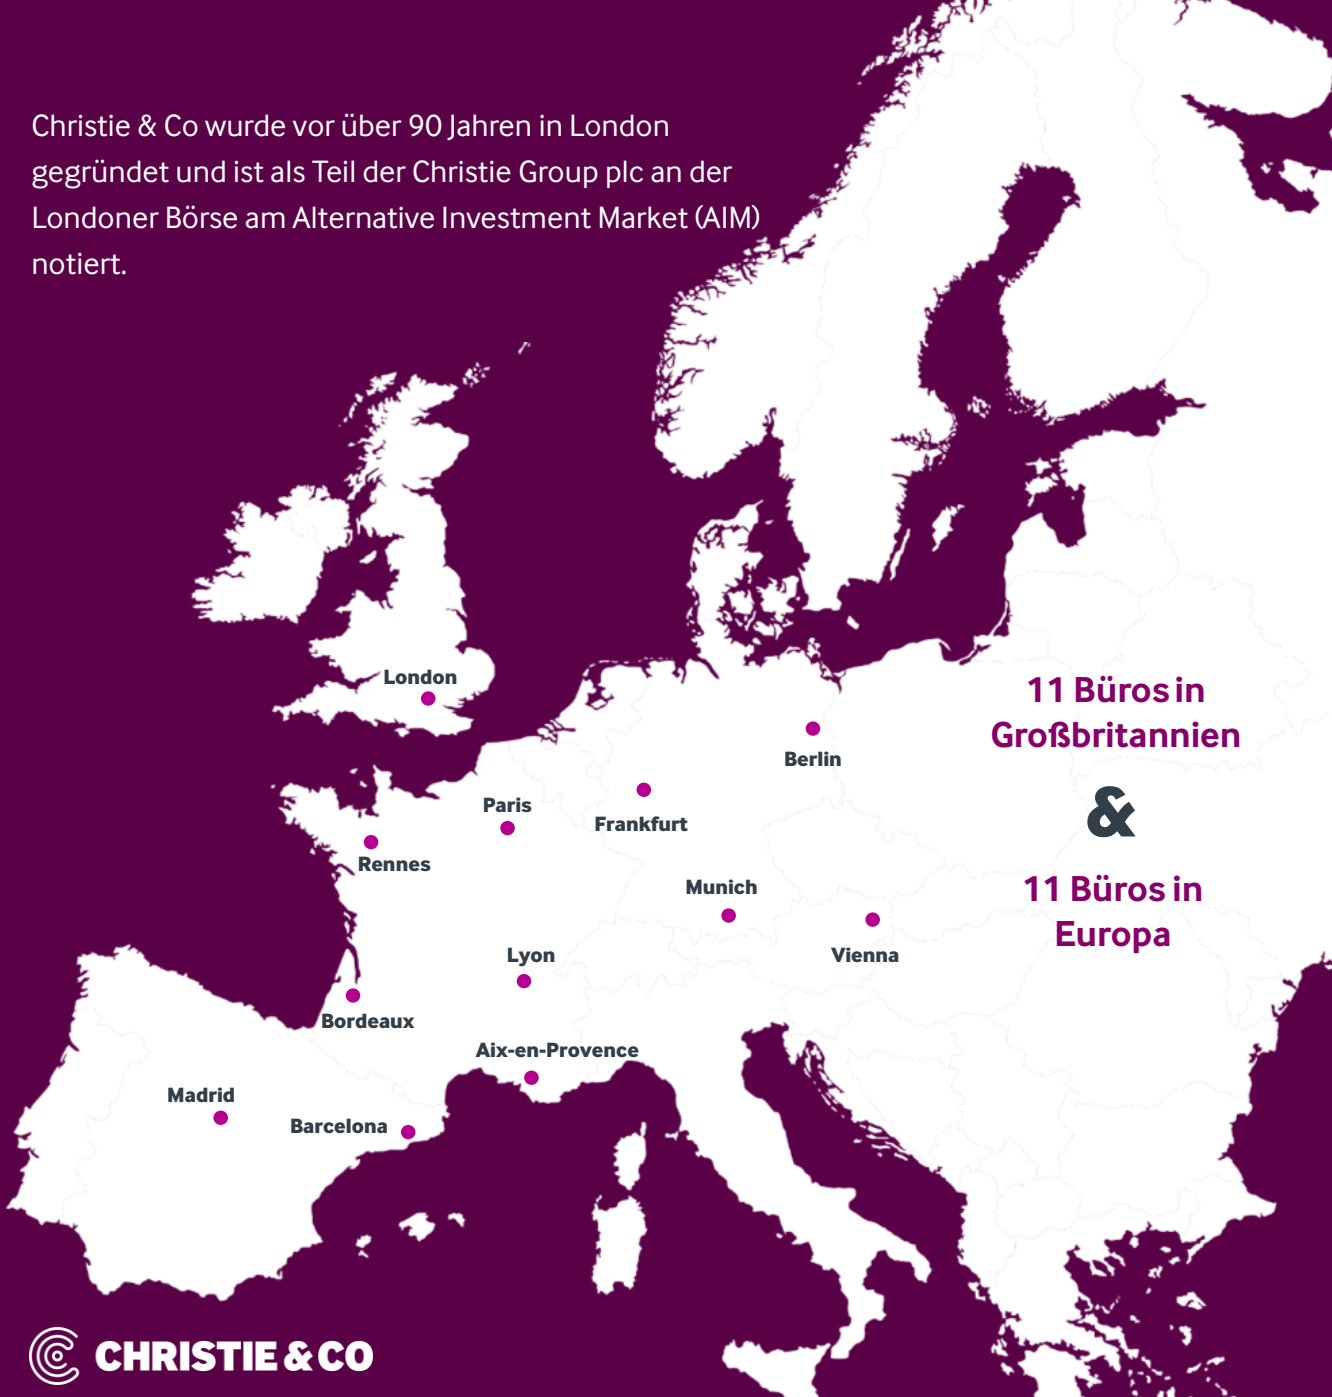 Christie & Co wurde vor über 90 Jahren in London
gegründet und ist als Teil der Christie Group plc an der
Londoner Börse am Alternative Investment Market (AIM)
notiert.
London
11 Büros in
Großbritannien
&
11 Büros in
Europa
Berlin
Paris
Frankfurt
Rennes
Munich
Lyon
Vienna
Bordeaux
Aix-en-Provence
Madrid
Barcelona
CHRISTIE & CO